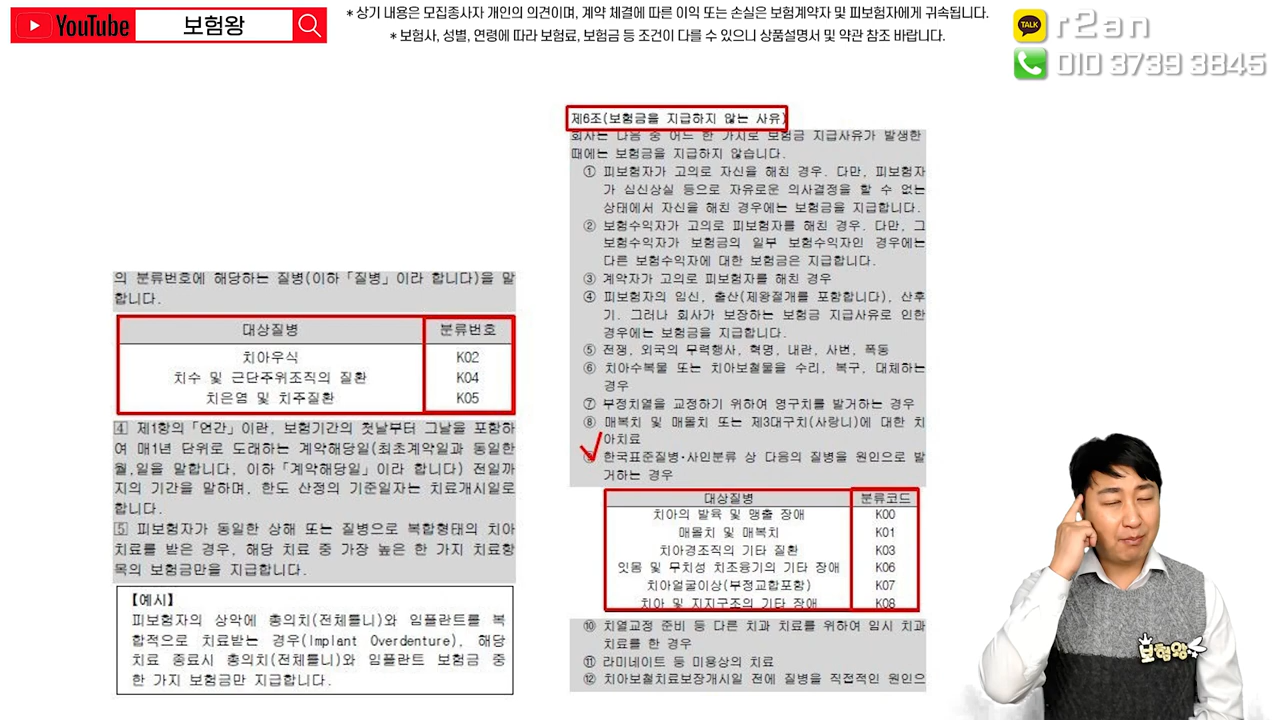 YouTube 보험왕
* 상기 내용은 모집종사자 개인의 의견이며, 계약 체결에 따른 이익 또는 손실은 보험계약자 및 피보험자에게 귀속됩니다.
* 보험사, 성별, 연령에 따라 보험료, 보험금 등 조건이 다를 수 있으니 상품설명서 및 약관 참조 바랍니다.
TALK r2an
010 3739 3845
의 분류번호에 해당하는 질병(이하「질병」이라 합니다)을 말
합니다.
대상질병 분류번호
치아우식 K02
치수 및 근단주위조직의 질환 K04
치은염 및 치주질환 K05
4 제1항의「연간」이란, 보험기간의 첫날부터 그날을 포함하
여 매1년 단위로 도래하는 계약해당일(최초계약일과 동일한
월,일을 말합니다, 이하「계약해당일」이라 합니다) 전일까
지의 기간을 말하며, 한도 산정의 기준일자는 치료개시일로
합니다.
5 피보험자가 동일한 상해 또는 질병으로 복합형태의 치아
치료를 받은 경우, 해당 치료 중 가장 높은 한 가지 치료항
목의 보험금만을 지급합니다.
【예시】
피보험자의 상악에 총의치(전체틀니)와 임플란트를 복
합적으로 치료받는 경우(Implant Overdenture), 해당
치료 종료시 총의치(전체틀니)와 임플란트 보험금 중
한 가지 보험금만 지급합니다.
제6조(보험금을 지급하지 않는 사유)
회사는 다음 중 어느 한 가지로 보험금 지급사유가 발생한
때에는 보험금을 지급하지 않습니다.
① 피보험자가 고의로 자신을 해친 경우. 다만, 피보험자
가 심신상실 등으로 자유로운 의사결정을 할 수 없는
상태에서 자신을 해친 경우에는 보험금을 지급합니다.
② 보험수익자가 고의로 피보험자를 해친 경우. 다만, 그
보험수익자가 보험금의 일부 보험수익자인 경우에는
다른 보험수익자에 대한 보험금은 지급합니다.
③ 계약자가 고의로 피보험자를 해친 경우
④ 피보험자의 임신, 출산(제왕절개를 포함합니다), 산후
기. 그러나 회사가 보장하는 보험금 지급사유로 인한
경우에는 보험금을 지급합니다.
⑤ 전쟁, 외국의 무력행사, 혁명, 내란, 사변, 폭동
⑥ 치아수복물 또는 치아보철물을 수리, 복구, 대체하는
경우
⑦ 부정치열을 교정하기 위하여 영구치를 발거하는 경우
⑧ 매복치 및 매몰치 또는 제3대구치(사랑니)에 대한 치
아치료
⑨ 한국표준질병·사인분류 상 다음의 질병을 원인으로 발
거하는 경우
대상질병 분류코드
치아의 발육 및 맹출 장애 K00
매몰치 및 매복치 K01
치아경조직의 기타 질환 K03
잇몸 및 무치성 치조융기의 기타 장애 K06
치아얼굴이상(부정교합포함) K07
치아 및 지지구조의 기타 장애 K08
⑩ 치열교정 준비 등 다른 치과 치료를 위하여 임시 치과
치료를 한 경우
⑪ 라미네이트 등 미용상의 치료
⑫ 치아보철치료보장개시일 전에 질병을 직접적인 원인으
보험왕